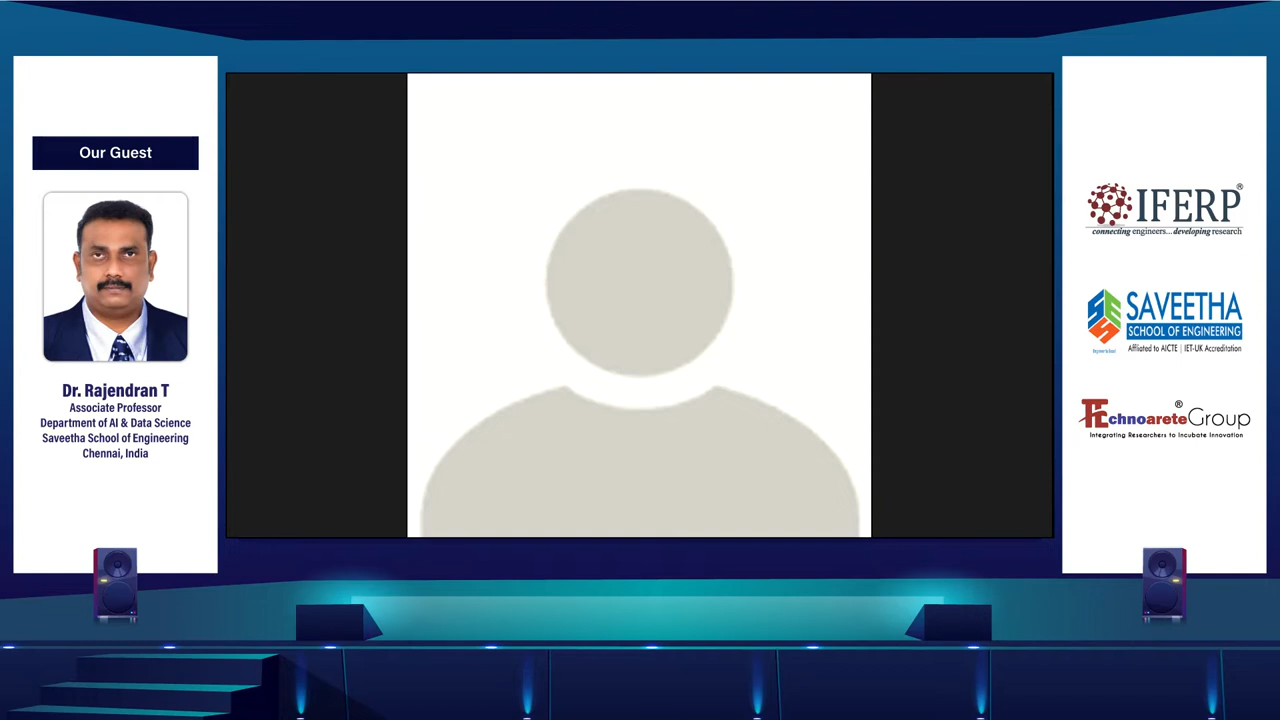 Our Guest
Dr. Rajendran T
Associate Professor
Department of AI & Data Science
Saveetha School of Engineering
Chennai, India
IFERP®
connecting engineers...developing research
SAVEETHA
SCHOOL OF ENGINEERING
Affliated to AICTE | IET-UK Accreditation
TEchnoarete® Group
Integrating Researchers to Incubate Innovation